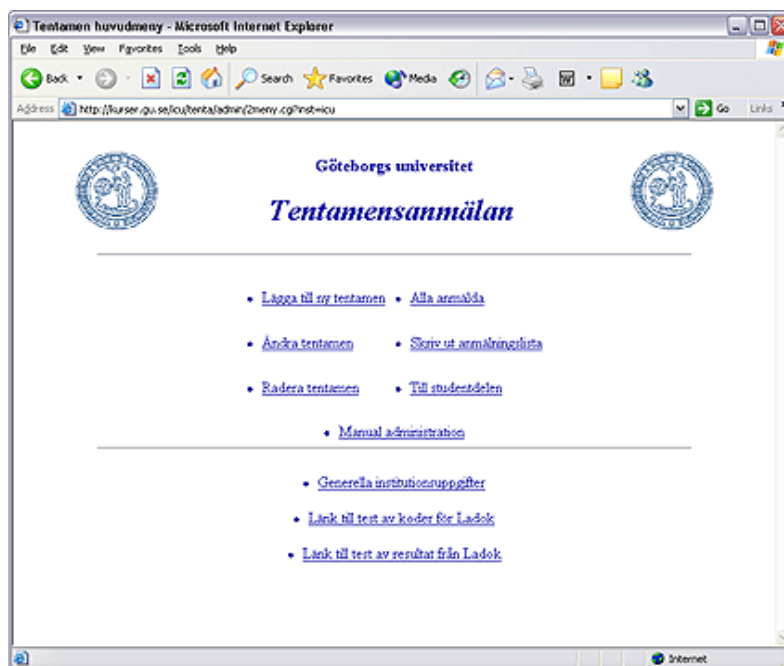 Tentamen huvudmeny - Microsoft Internet Explorer
File Edit View Favorites Tools Help
Back Search Favorites Media
Address http://kurser.gu.se/icu/tenta/admin/2meny.cgi?inst=icu Go Links
Göteborgs universitet
Tentamensanmälan
Lägga till ny tentamen Alla anmälda
Ändra tentamen Skriv ut anmälningslista
Radera tentamen Till studentdelen
Manual administration
Generella institutionsuppgifter
Länk till test av koder för Ladok
Länk till test av resultat från Ladok
Internet